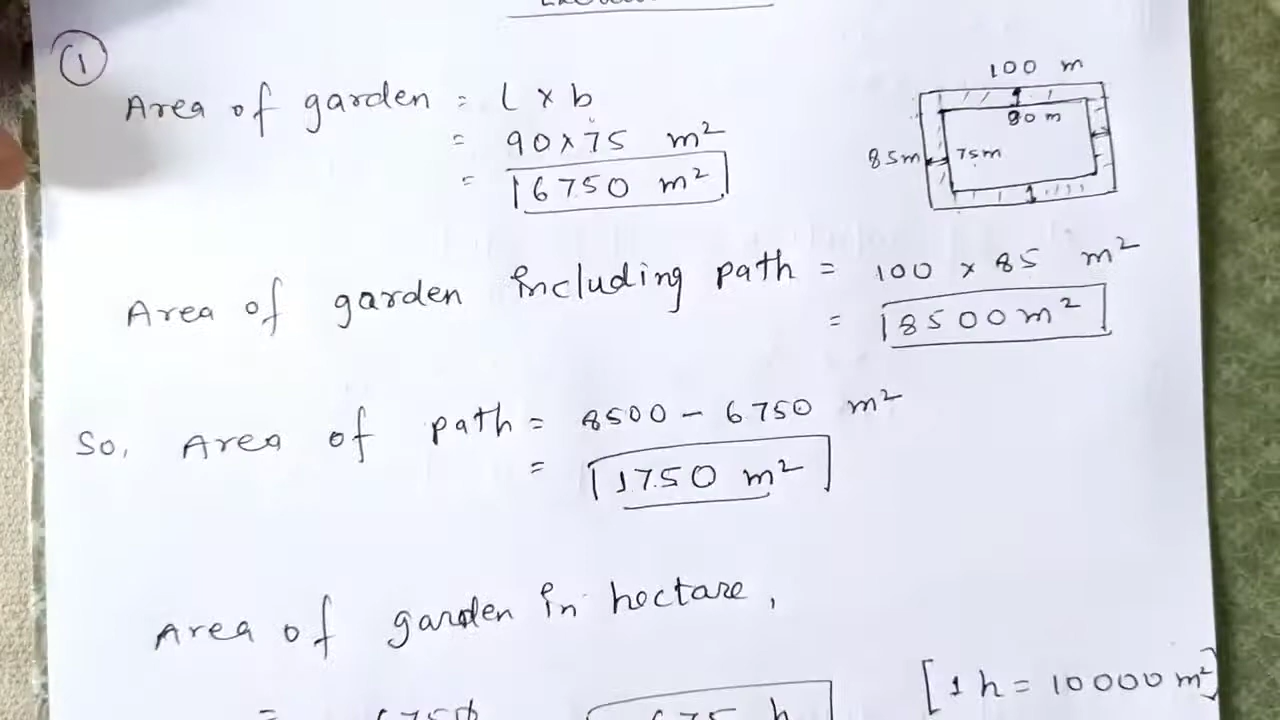 1
Area of garden = L x b
= 90x75 m²
= 6750 m²
100 m
90 m
85m
75m
Area of garden including path = 100 x 85 m²
= 8500 m²
So, Area of path = 8500 - 6750 m²
= 1750 m²
Area of garden in hectare,
[1 h = 10000 m²]